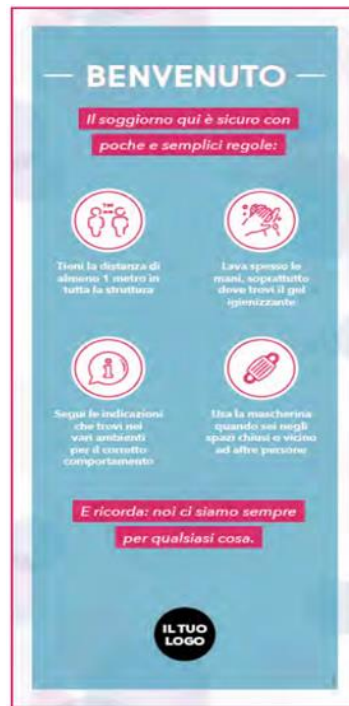 BENVENUTO
Il soggiorno qui è sicuro con
poche e semplici regole:
Tieni la distanza di
almeno 1 metro in
tutta la struttura
Lava spesso le
mani, soprattutto
dove trovi il gel
igienizzante
Segui le indicazioni
che trovi nei
vari ambienti
per il corretto
comportamento
Usa la mascherina
quando sei negli
spazi chiusi o vicino
ad altre persone
E ricorda: noi ci siamo sempre
per qualsiasi cosa.
IL TUO
LOGO